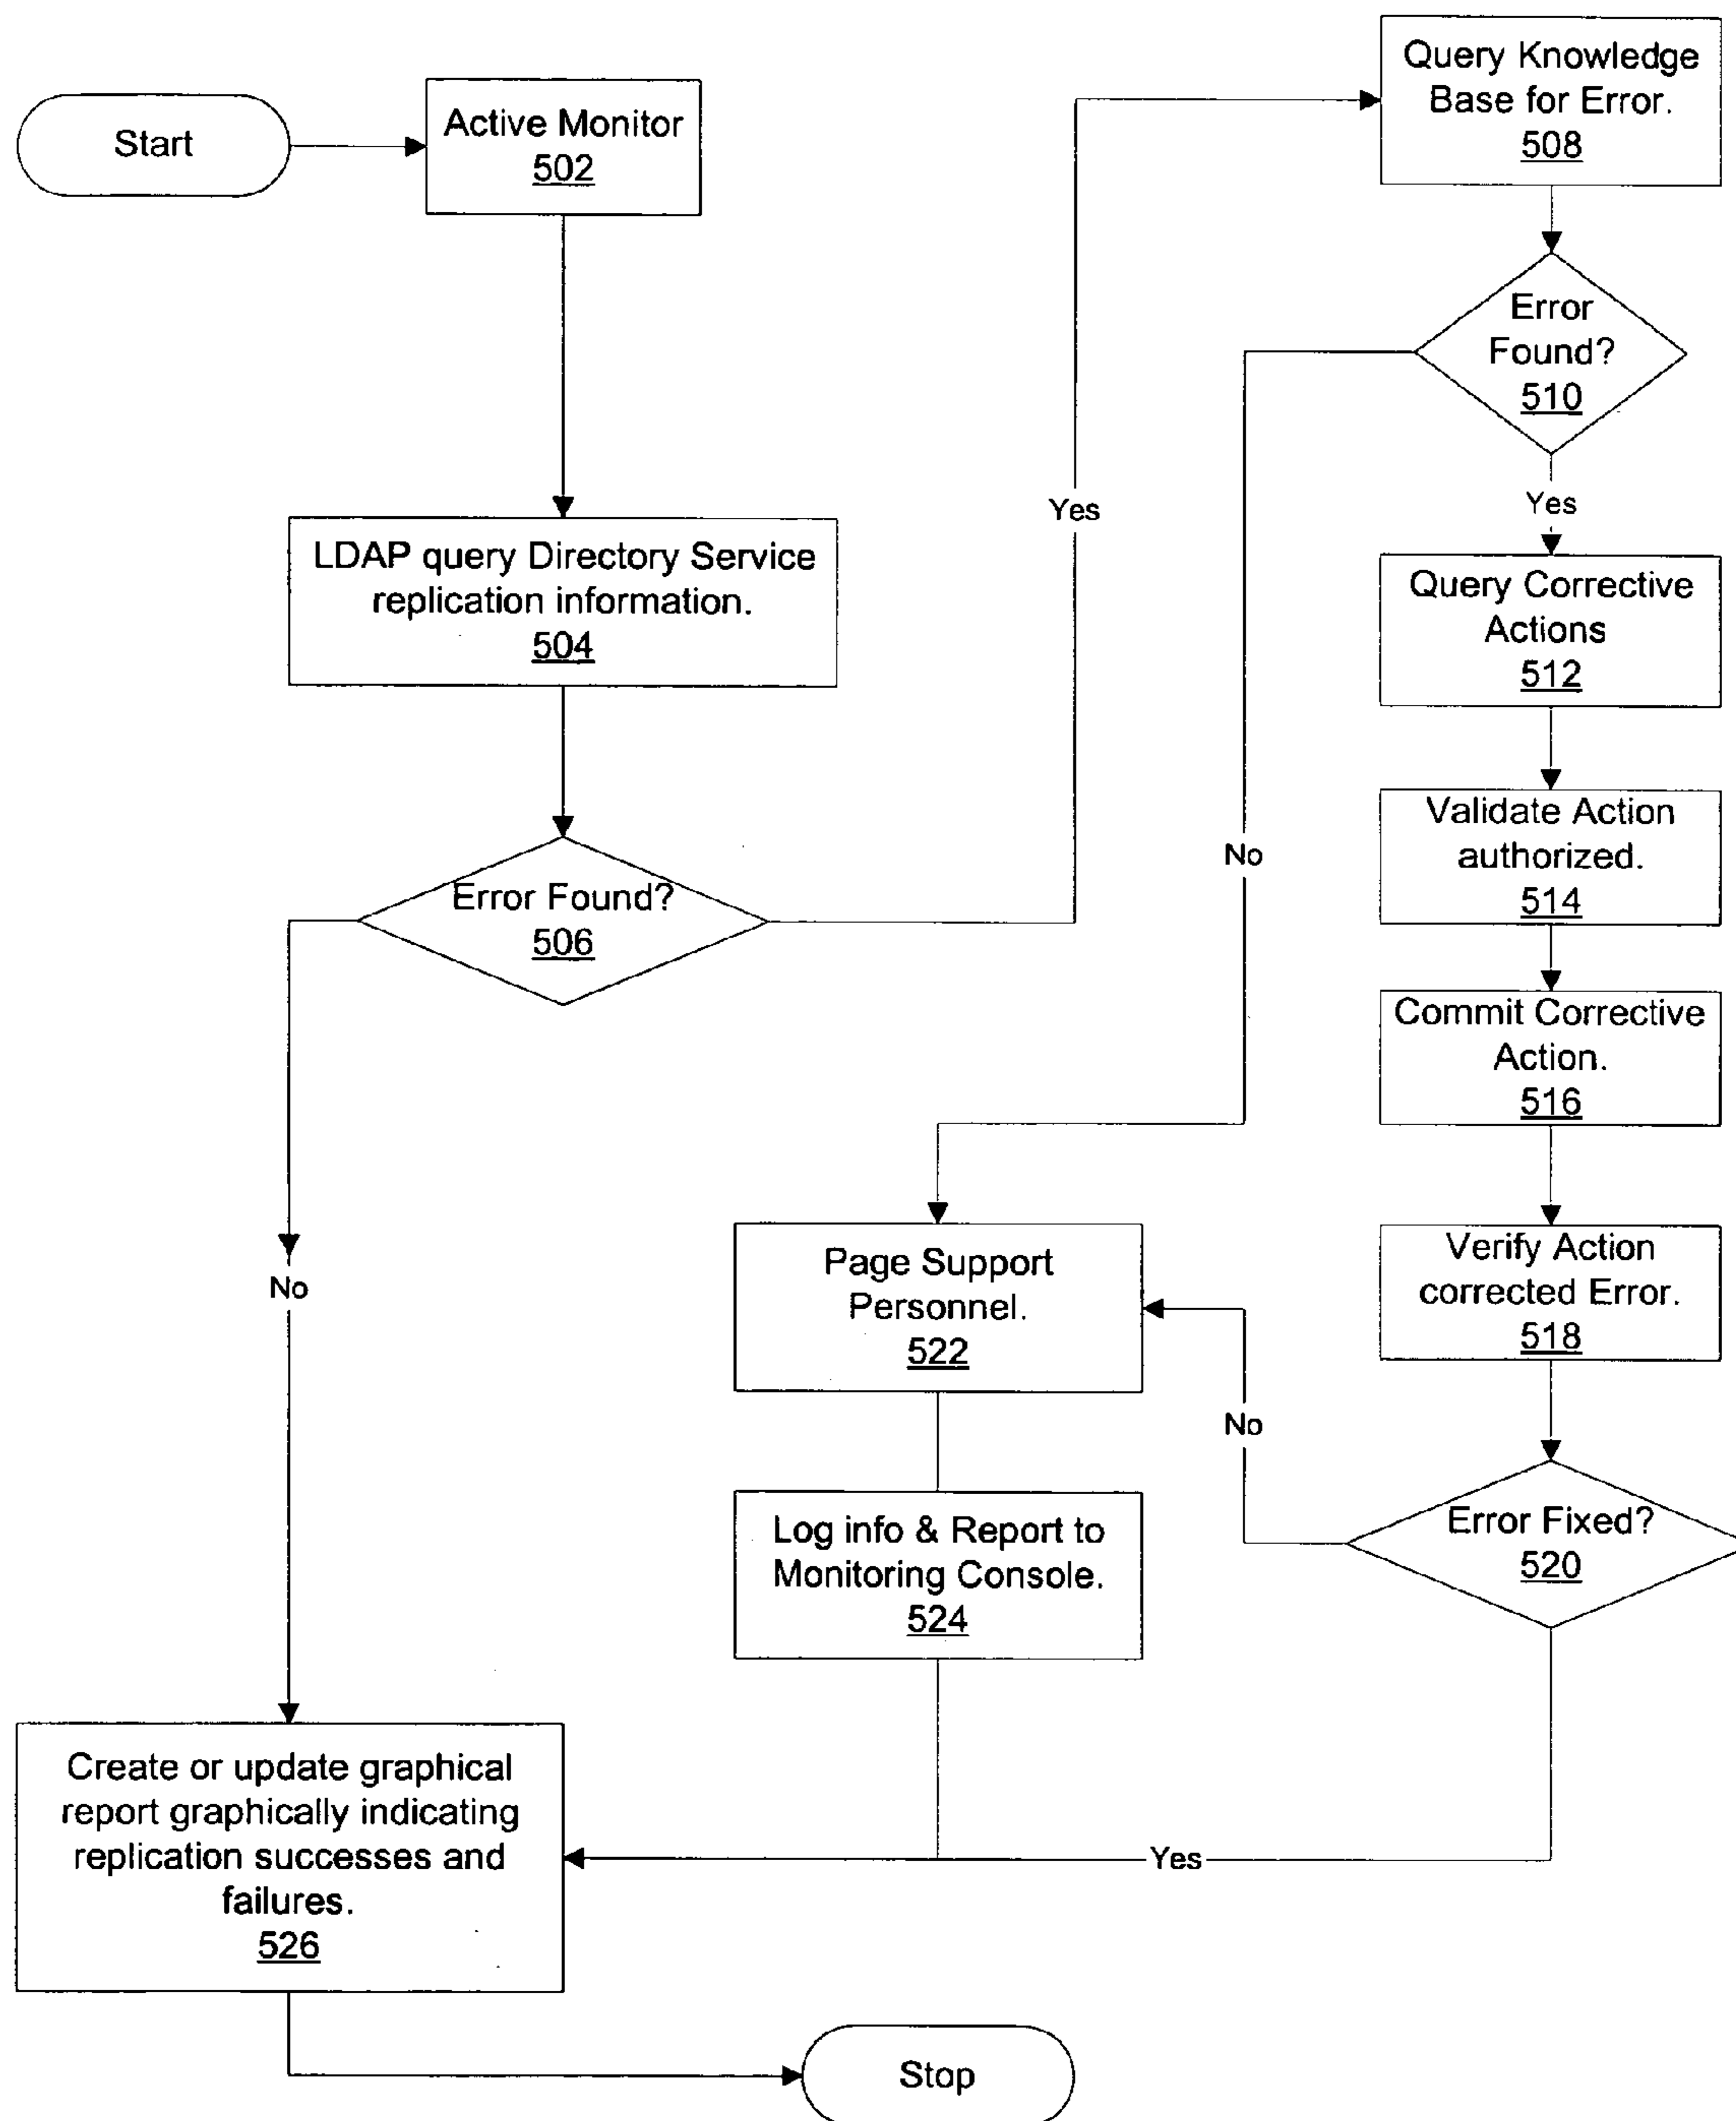 Start
Active Monitor
502
LDAP query Directory Service
replication information.
504
Error Found?
506
No
Yes
Query Knowledge
Base for Error.
508
Error
Found?
510
No
Yes
Query Corrective
Actions
512
Validate Action
authorized.
514
Commit Corrective
Action.
516
Verify Action
corrected Error.
518
Error Fixed?
520
No
Yes
Page Support
Personnel.
522
Log info & Report to
Monitoring Console.
524
Create or update graphical
report graphically indicating
replication successes and
failures.
526
Stop